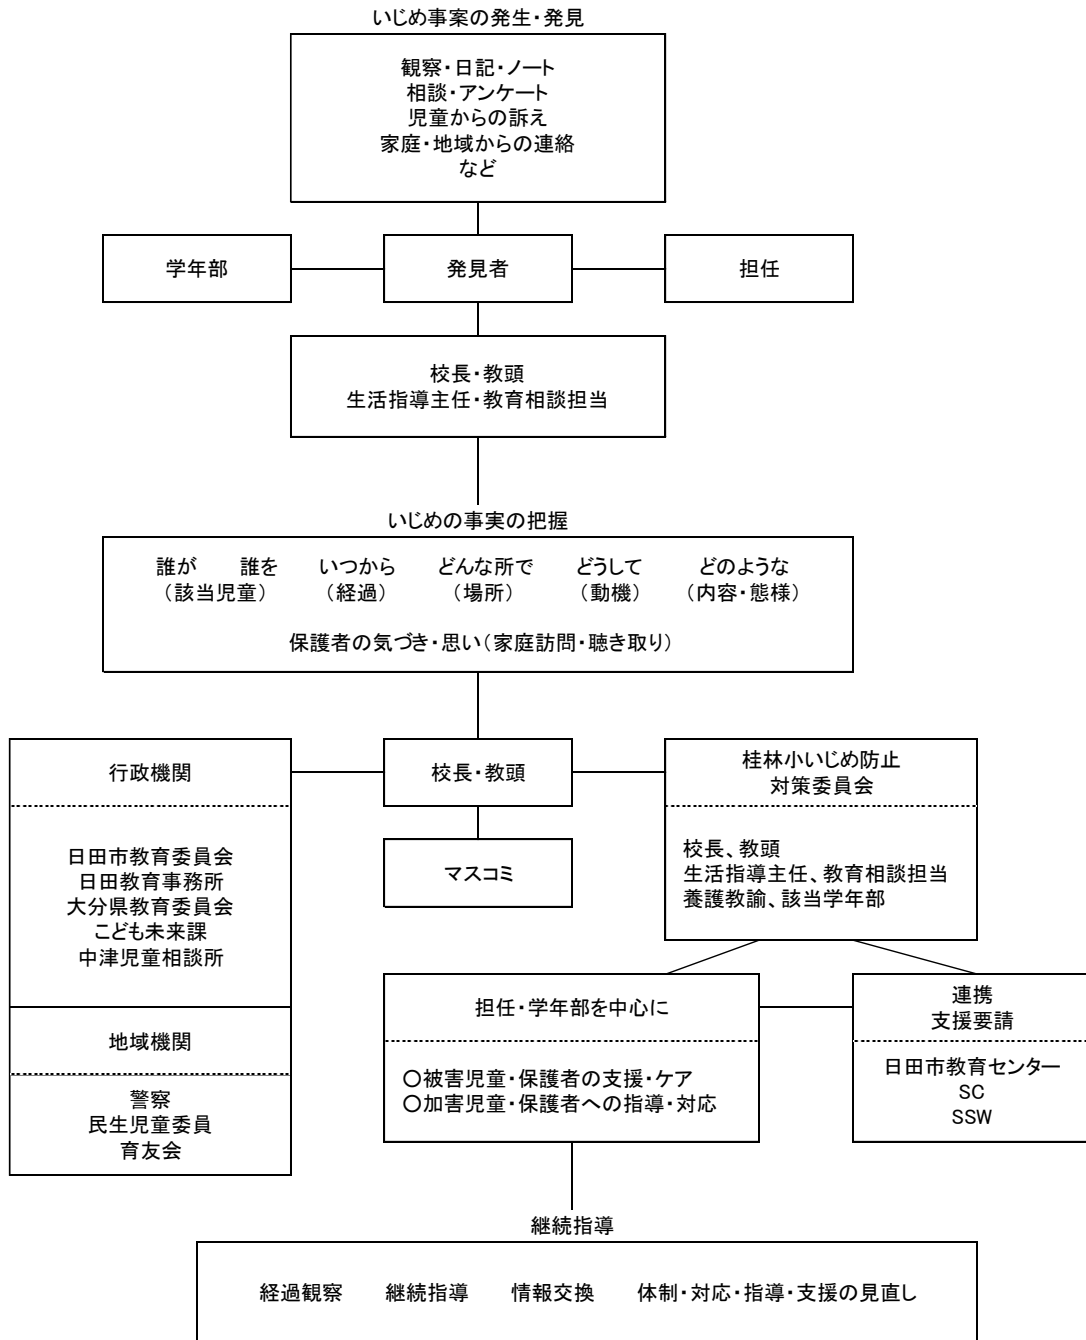 いじめ事案の発生・発見
観察・日記・ノート
相談・アンケート
児童からの訴え
家庭・地域からの連絡
など
学年部
発見者
担任
校長・教頭
生活指導主任・教育相談担当
いじめの事実の把握
誰が 誰を いつから どんな所で どうして どのような
(該当児童) (経過) (場所) (動機) (内容・態様)
保護者の気づき・思い(家庭訪問・聴き取り)
行政機関
日田市教育委員会
日田教育事務所
大分県教育委員会
こども未来課
中津児童相談所
地域機関
警察
民生児童委員
育友会
校長・教頭
マスコミ
桂林小いじめ防止
対策委員会
校長、教頭
生活指導主任、教育相談担当
養護教諭、該当学年部
担任・学年部を中心に
○被害児童・保護者の支援・ケア
○加害児童・保護者への指導・対応
連携
支援要請
日田市教育センター
SC
SSW
継続指導
経過観察 継続指導 情報交換 体制・対応・指導・支援の見直し